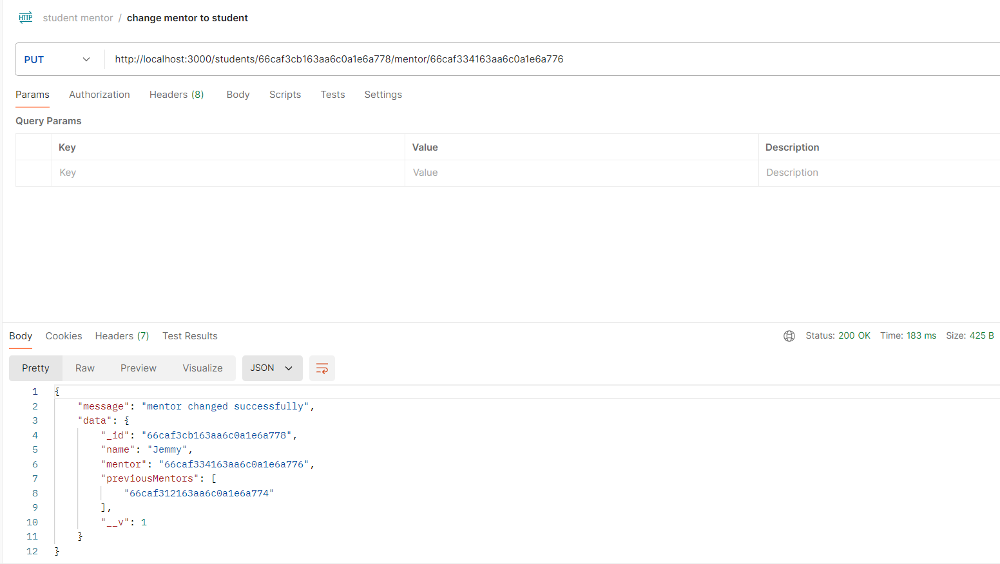 HTTP student mentor / change mentor to student
PUT http://localhost:3000/students/66caf3cb163aa6c0a1e6a778/mentor/66caf334163aa6c0a1e6a776
Params Authorization Headers (8) Body Scripts Tests Settings
Query Params
Key Value Description
Key Value Description
Body Cookies Headers (7) Test Results Status: 200 OK Time: 183 ms Size: 425 B
Pretty Raw Preview Visualize JSON
1 {
2 "message": "mentor changed successfully",
3 "data": {
4 "_id": "66caf3cb163aa6c0a1e6a778",
5 "name": "Jemmy",
6 "mentor": "66caf334163aa6c0a1e6a776",
7 "previousMentors": [
8 "66caf312163aa6c0a1e6a774"
9 ],
10 "__v": 1
11 }
12 }